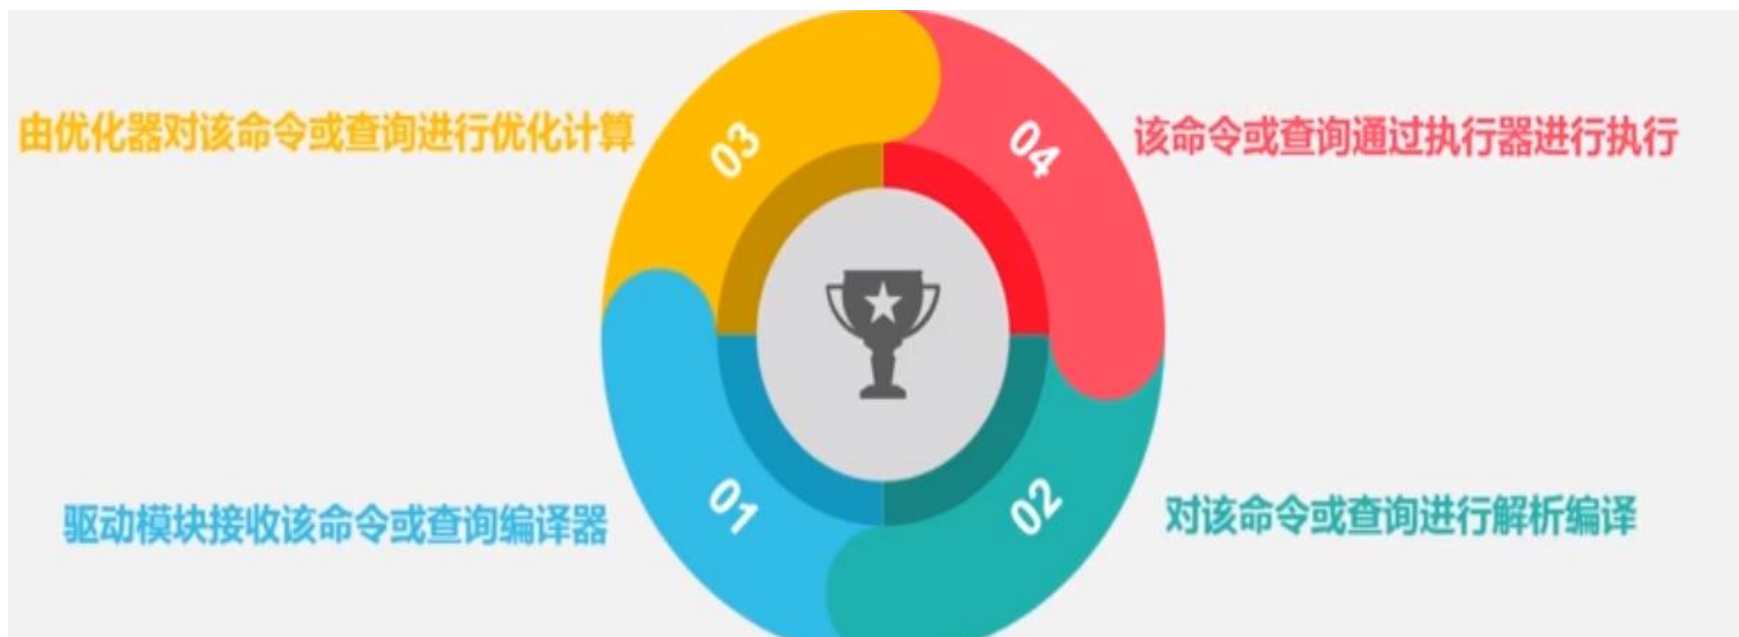 由优化器对该命令或查询进行优化计算
03
04
该命令或查询通过执行器进行执行
驱动模块接收该命令或查询编译器
01
02
对该命令或查询进行解析编译